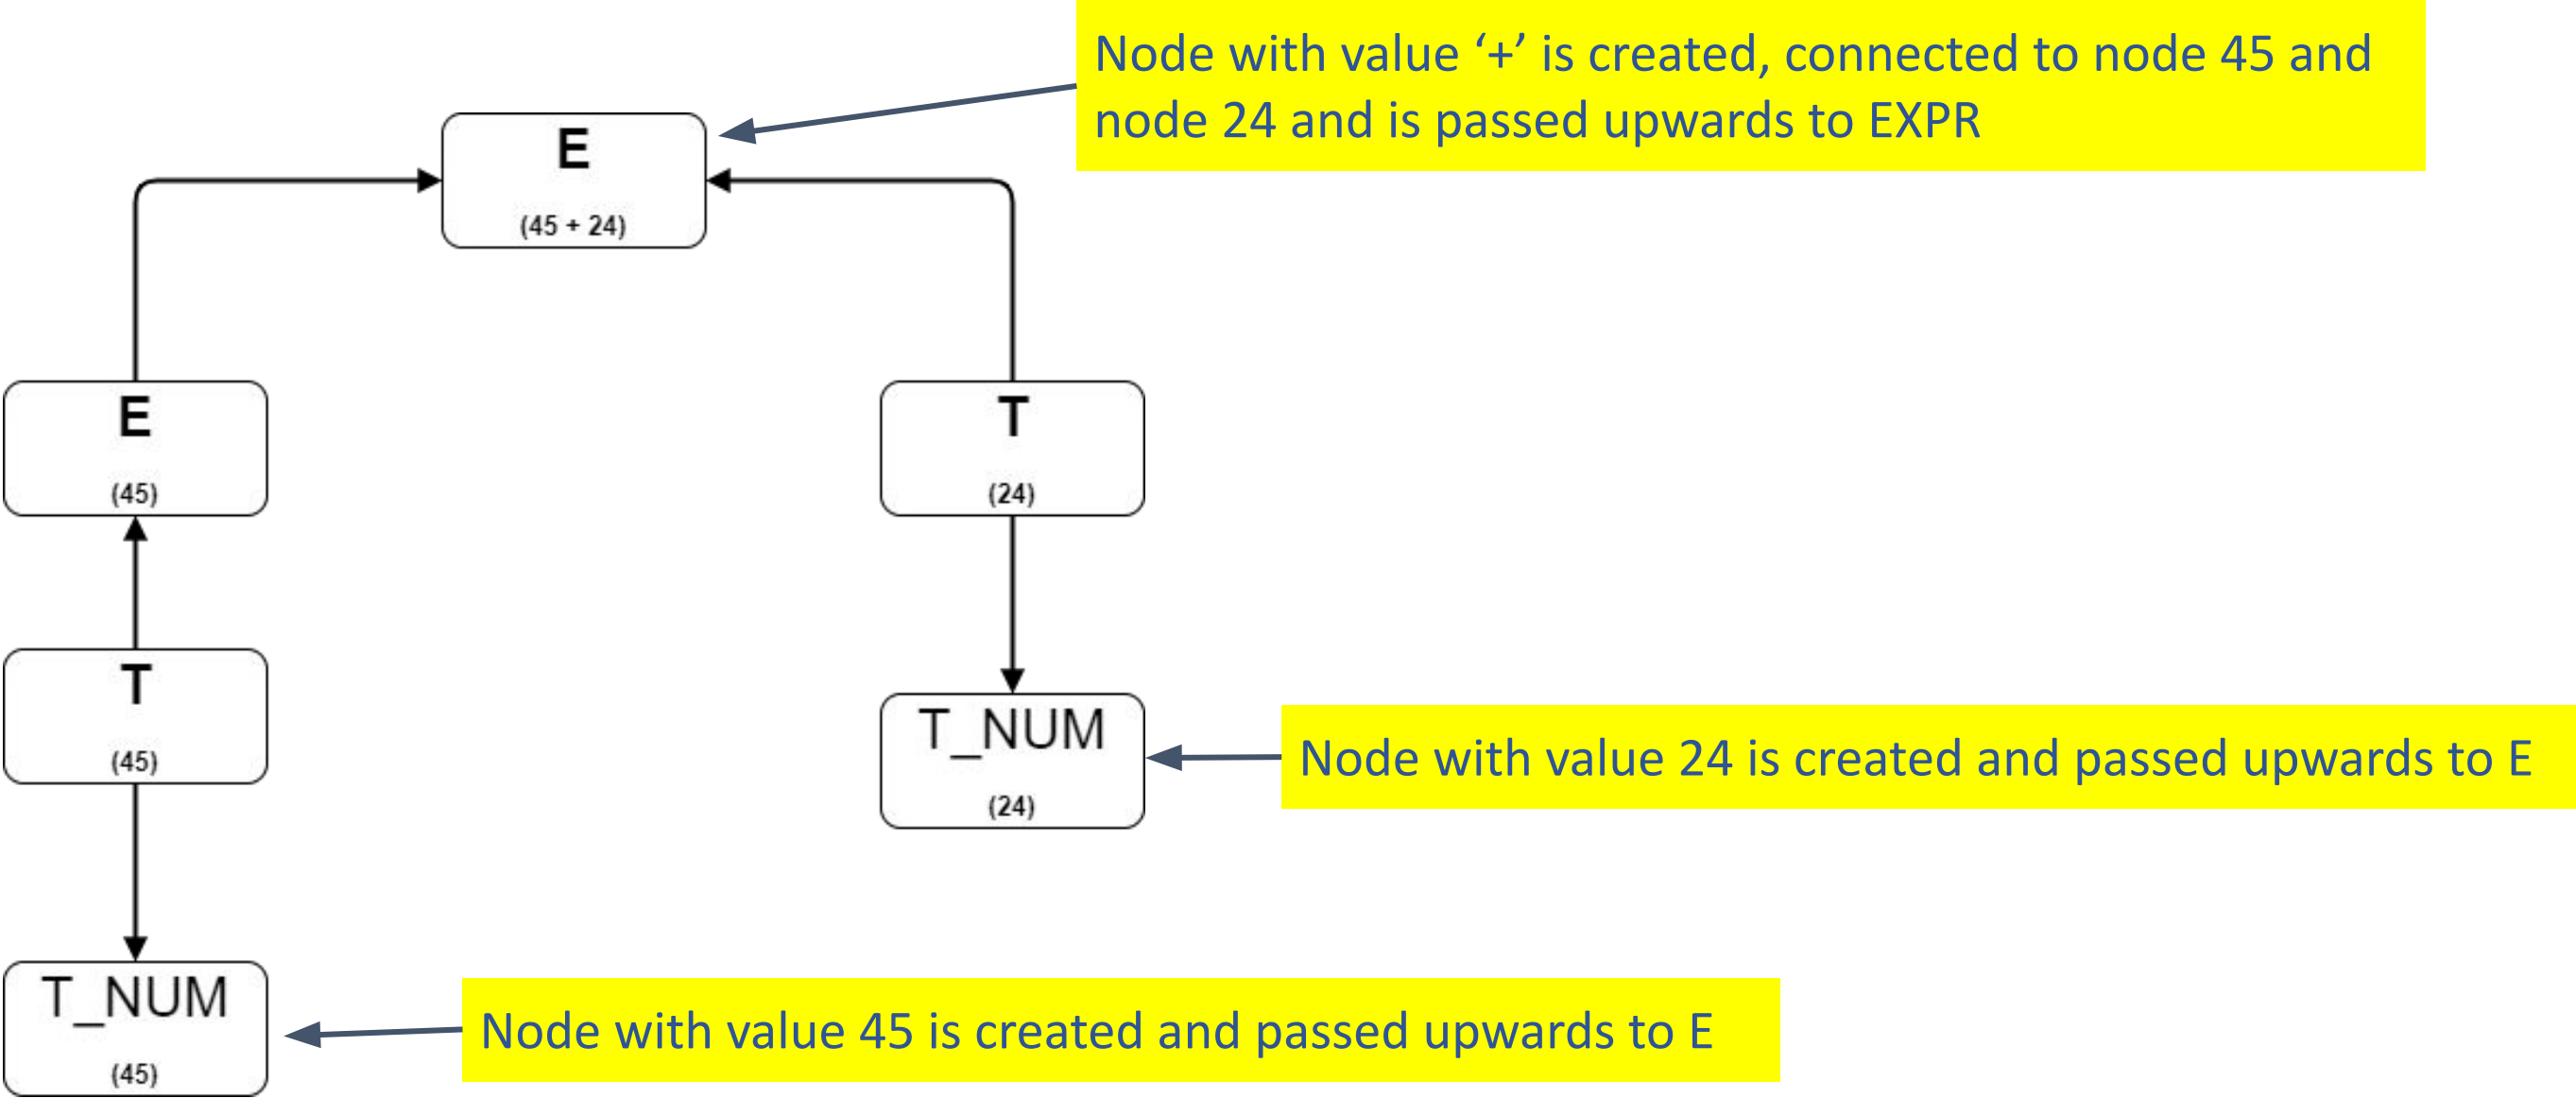 Node with value ‘+’ is created, connected to node 45 and
node 24 and is passed upwards to EXPR
E
(45 + 24)
E
(45)
T
(24)
T
(45)
T_NUM
(24)
Node with value 24 is created and passed upwards to E
T_NUM
(45)
Node with value 45 is created and passed upwards to E